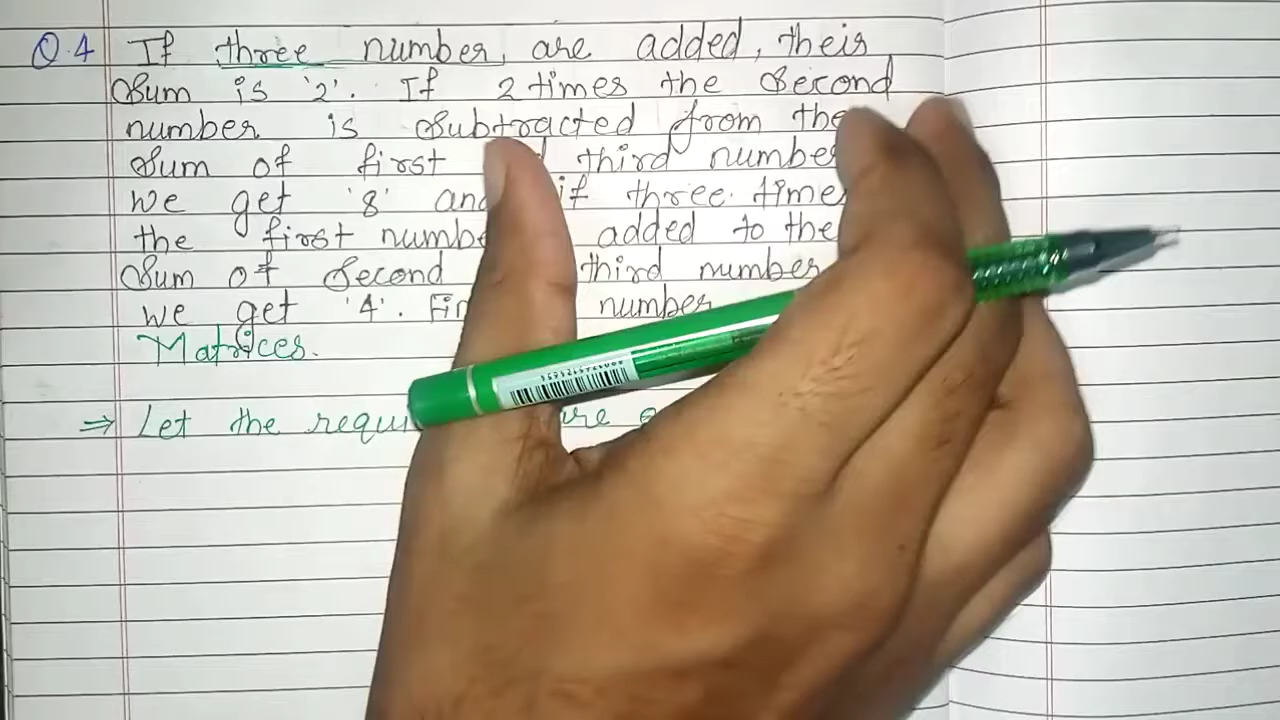 Q.4 If three number are added, their
Sum is '2'. If 2 times the Second
number is Subtracted from the
Sum of first third number
we get '8' and if three time
the first number added to the
Sum of Second third number
we get '4'. number
Matrices.
⇒ Let the are